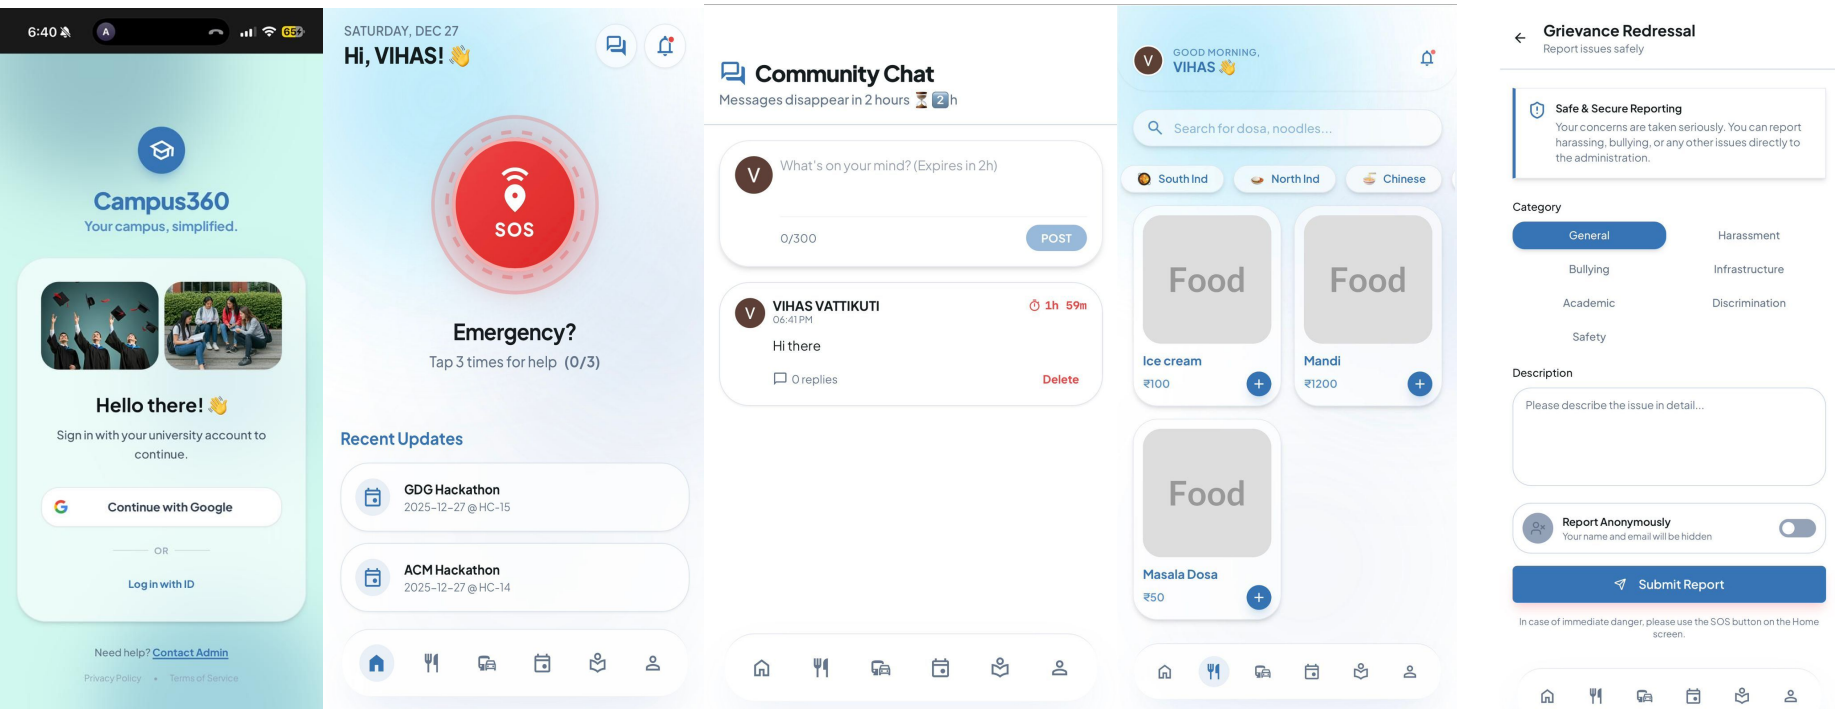 6:40
A
65
Campus360
Your campus, simplified.
Hello there! 👋
Sign in with your university account to
continue.
Continue with Google
OR
Log in with ID
Need help? Contact Admin
Privacy Policy • Terms of Service
SATURDAY, DEC 27
Hi, VIHAS! 👋
SOS
Emergency?
Tap 3 times for help (0/3)
Recent Updates
GDG Hackathon
2025-12-27 @ HC-15
ACM Hackathon
2025-12-27 @ HC-14
Community Chat
Messages disappear in 2 hours ⏳ 2️⃣ h
V
What's on your mind? (Expires in 2h)
0/300
POST
V
VIHAS VATTIKUTI
1h 59m
06:41 PM
Hi there
0 replies
Delete
V
GOOD MORNING,
VIHAS 👋
Search for dosa, noodles...
South Ind
North Ind
Chinese
Food
Food
Ice cream
Mandi
₹100
₹1200
Food
Masala Dosa
₹50
Grievance Redressal
Report issues safely
Safe & Secure Reporting
Your concerns are taken seriously. You can report
harassing, bullying, or any other issues directly to
the administration.
Category
General
Harassment
Bullying
Infrastructure
Academic
Discrimination
Safety
Description
Please describe the issue in detail...
Report Anonymously
Your name and email will be hidden
Submit Report
In case of immediate danger, please use the SOS button on the Home
screen.